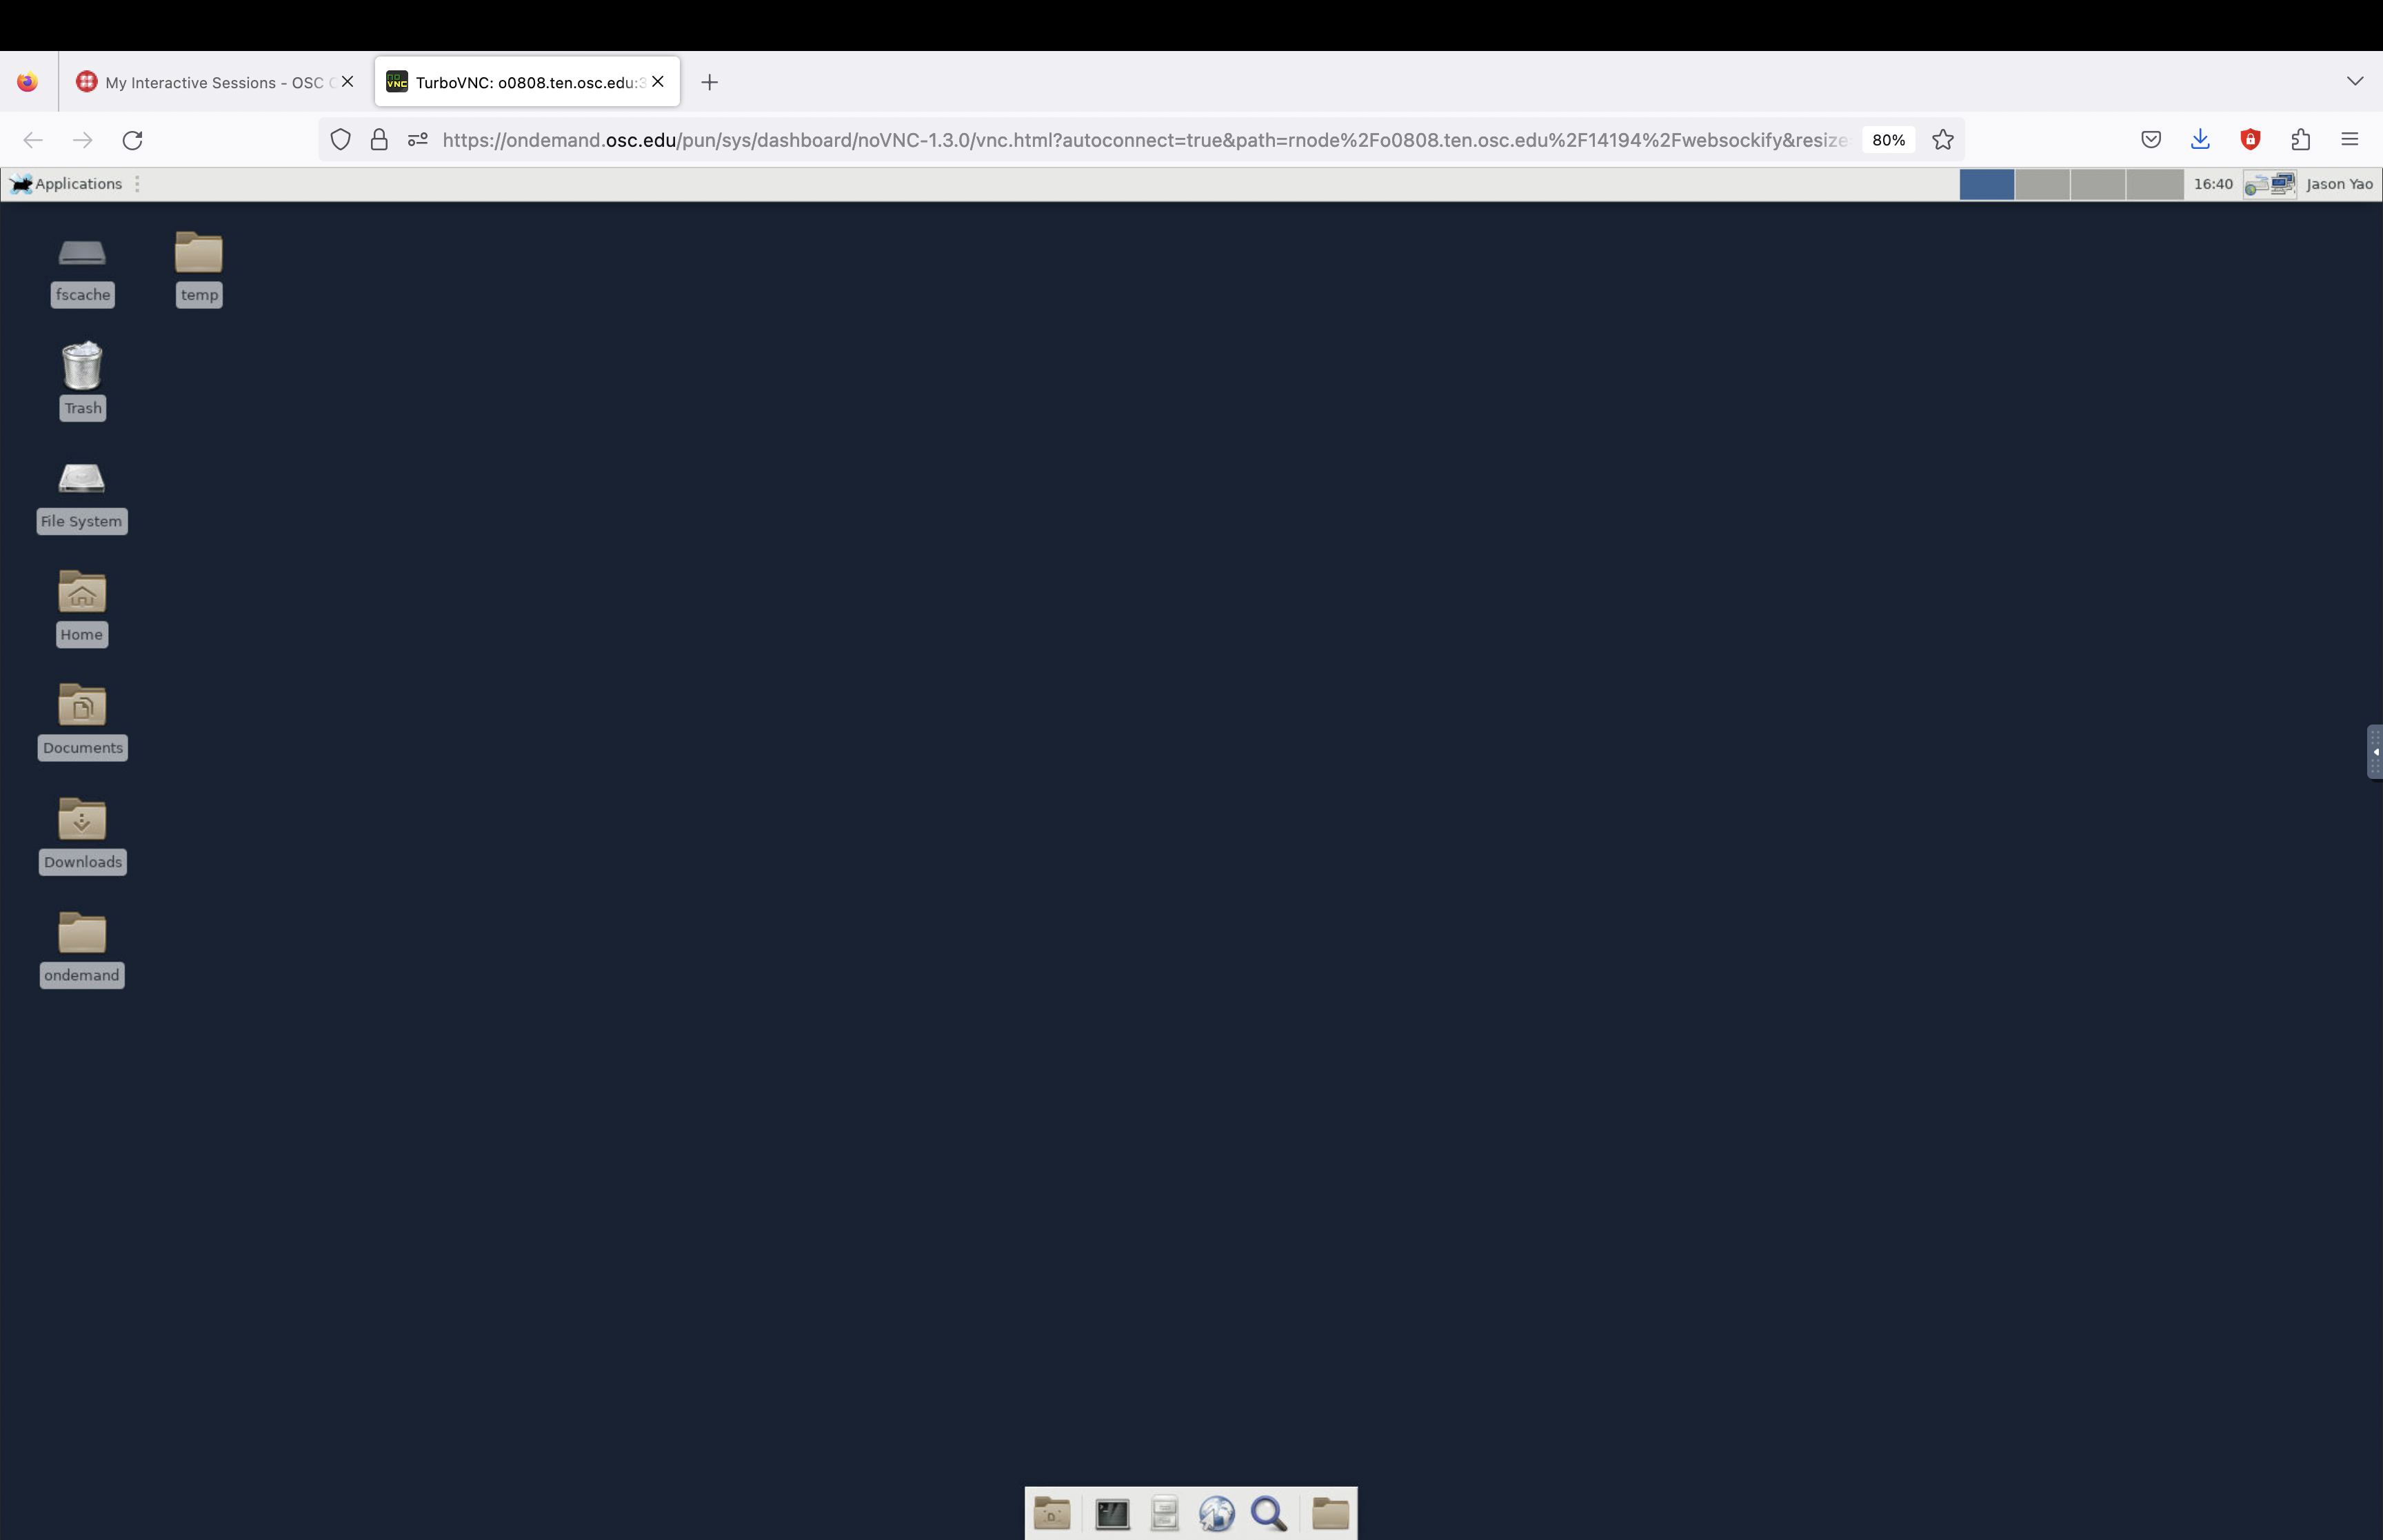 My Interactive Sessions - OSC
TurboVNC: o0808.ten.osc.edu:
https://ondemand.osc.edu/pun/sys/dashboard/noVNC-1.3.0/vnc.html?autoconnect=true&path=rnode%2Fo0808.ten.osc.edu%2F14194%2Fwebsockify&resize
80%
Applications
16:40
Jason Yao
fscache
temp
Trash
File System
Home
Documents
Downloads
ondemand